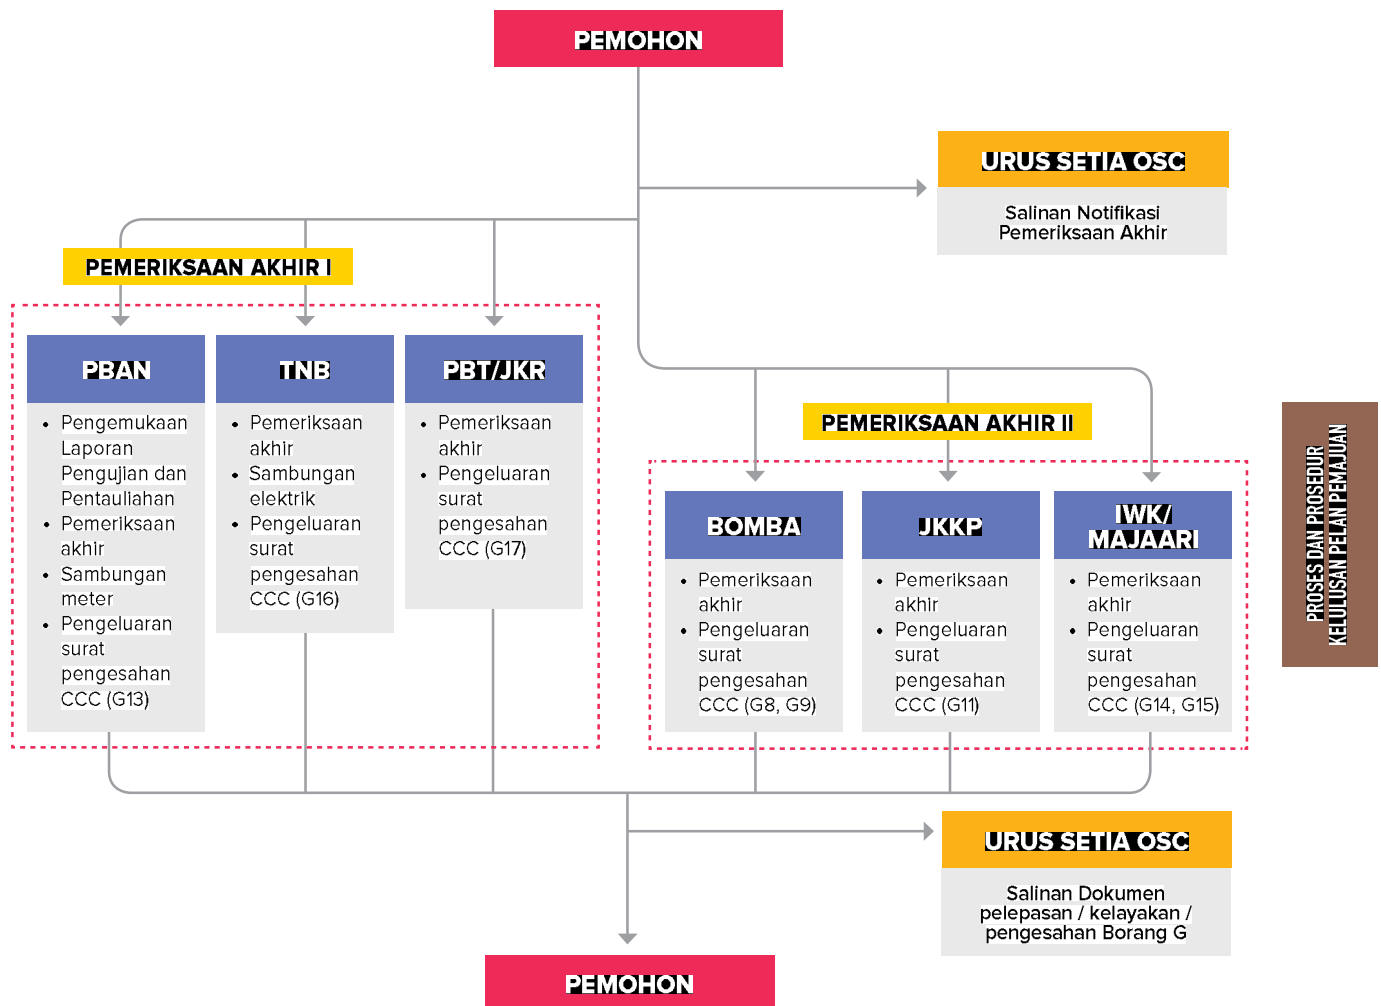 PEMOHON
URUS SETIA OSC
Salinan Notifikasi
Pemeriksaan Akhir
PEMERIKSAAN AKHIR I
PBAN
• Pengemukaan
Laporan
Pengujian dan
Pentauliahan
• Pemeriksaan
akhir
• Sambungan
meter
• Pengeluaran
surat
pengesahan
CCC (G13)
TNB
• Pemeriksaan
akhir
• Sambungan
elektrik
• Pengeluaran
surat
pengesahan
CCC (G16)
PBT/JKR
• Pemeriksaan
akhir
• Pengeluaran
surat
pengesahan
CCC (G17)
PEMERIKSAAN AKHIR II
BOMBA
• Pemeriksaan
akhir
• Pengeluaran
surat
pengesahan
CCC (G8, G9)
JKKP
• Pemeriksaan
akhir
• Pengeluaran
surat
pengesahan
CCC (G11)
IWK/
MAJAARI
• Pemeriksaan
akhir
• Pengeluaran
surat
pengesahan
CCC (G14, G15)
PROSES DAN PROSEDUR
KELULUSAN PELAN PEMAJUAN
URUS SETIA OSC
Salinan Dokumen
pelepasan / kelayakan /
pengesahan Borang G
PEMOHON